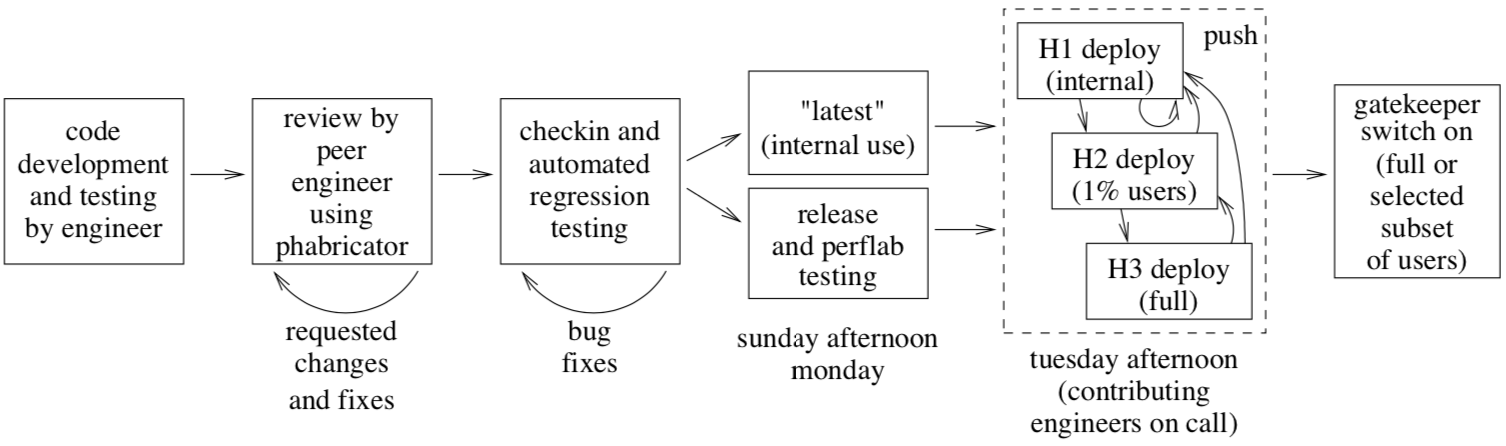 code
development
and testing
by engineer
review by
peer
engineer
using
phabricator
requested
changes
and fixes
checkin and
automated
regression
testing
bug
fixes
"latest"
(internal use)
release
and perflab
testing
sunday afternoon
monday
push
H1 deploy
(internal)
H2 deploy
(1% users)
H3 deploy
(full)
tuesday afternoon
(contributing
engineers on call)
gatekeeper
switch on
(full or
selected
subset
of users)